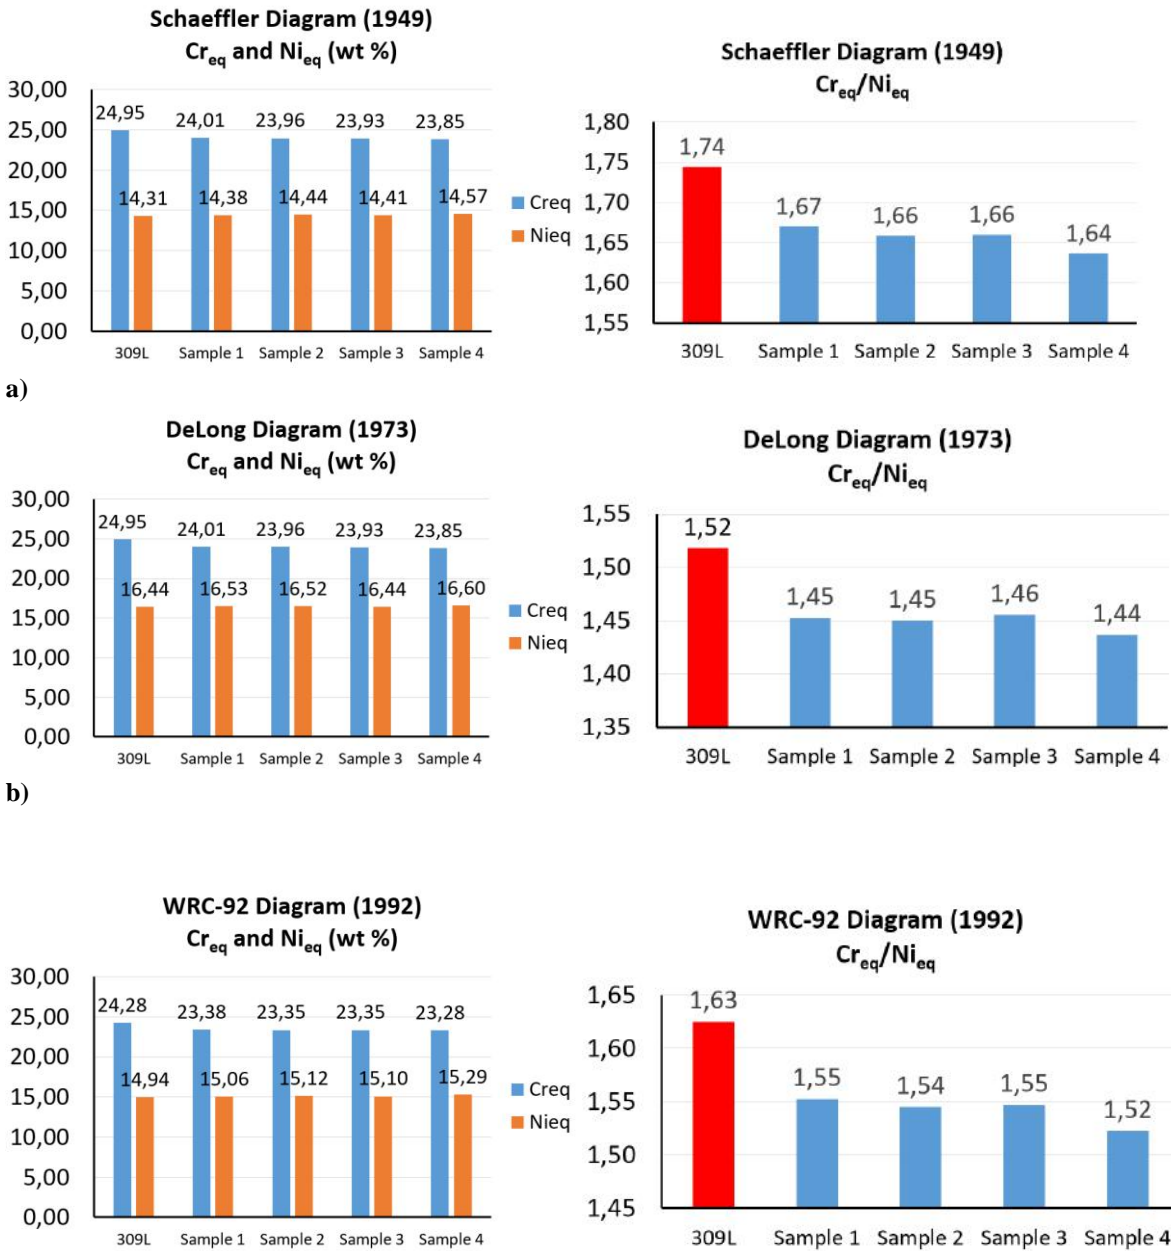 Schaeffler Diagram (1949)
Creq and Nieq (wt %)
30,00
25,00
20,00
15,00
10,00
5,00
0,00
24,95
24,01
23,96
23,93
23,85
14,31
14,38
14,44
14,41
14,57
309L
Sample 1
Sample 2
Sample 3
Sample 4
Creq
Nieq
Schaeffler Diagram (1949)
Creq/Nieq
1,80
1,75
1,70
1,65
1,60
1,55
1,74
1,67
1,66
1,66
1,64
309L
Sample 1
Sample 2
Sample 3
Sample 4
a)
DeLong Diagram (1973)
Creq and Nieq (wt %)
30,00
25,00
20,00
15,00
10,00
5,00
0,00
24,95
24,01
23,96
23,93
23,85
16,44
16,53
16,52
16,44
16,60
309L
Sample 1
Sample 2
Sample 3
Sample 4
Creq
Nieq
DeLong Diagram (1973)
Creq/Nieq
1,55
1,50
1,45
1,40
1,35
1,52
1,45
1,45
1,46
1,44
309L
Sample 1
Sample 2
Sample 3
Sample 4
b)
WRC-92 Diagram (1992)
Creq and Nieq (wt %)
30,00
25,00
20,00
15,00
10,00
5,00
0,00
24,28
23,38
23,35
23,35
23,28
14,94
15,06
15,12
15,10
15,29
309L
Sample 1
Sample 2
Sample 3
Sample 4
Creq
Nieq
WRC-92 Diagram (1992)
Creq/Nieq
1,65
1,60
1,55
1,50
1,45
1,63
1,55
1,54
1,55
1,52
309L
Sample 1
Sample 2
Sample 3
Sample 4